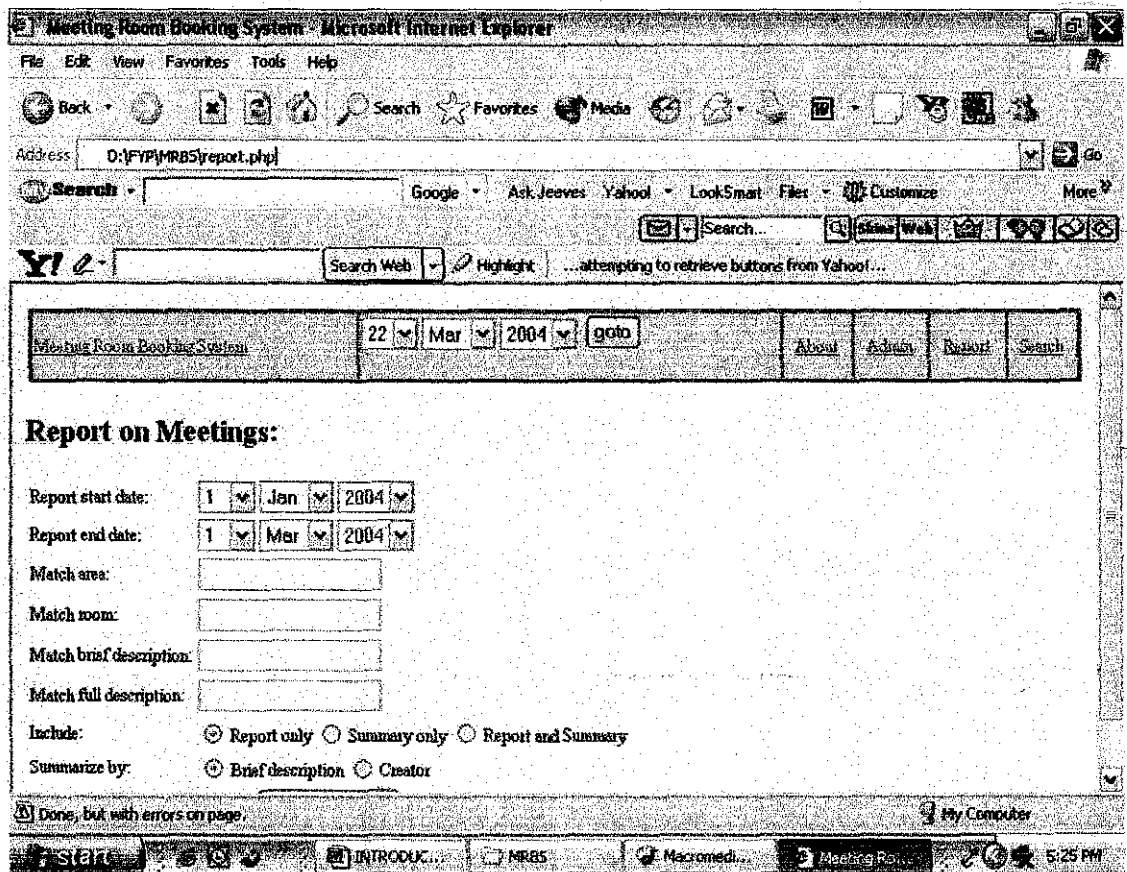 Meeting Room Booking System - Microsoft Internet Explorer
File Edit View Favorites Tools Help
Back Search Favorites Media
Address D:\FYP\MRBS\report.php Go
Search Google Ask Jeeves Yahoo! LookSmart Files Customize More
Search... Skins Web
Y! Search Web Highlight ...attempting to retrieve buttons from Yahoo!...
Meeting Room Booking System 22 Mar 2004 goto About Admin Report Search
Report on Meetings:
Report start date: 1 Jan 2004
Report end date: 1 Mar 2004
Match area:
Match room:
Match brief description:
Match full description:
Include: Report only Summary only Report and Summary
Summarize by: Brief description Creator
Done, but with errors on page. My Computer
start INTRODUC... MRBS Macromedi... Meeting Ro... 5:25 PM